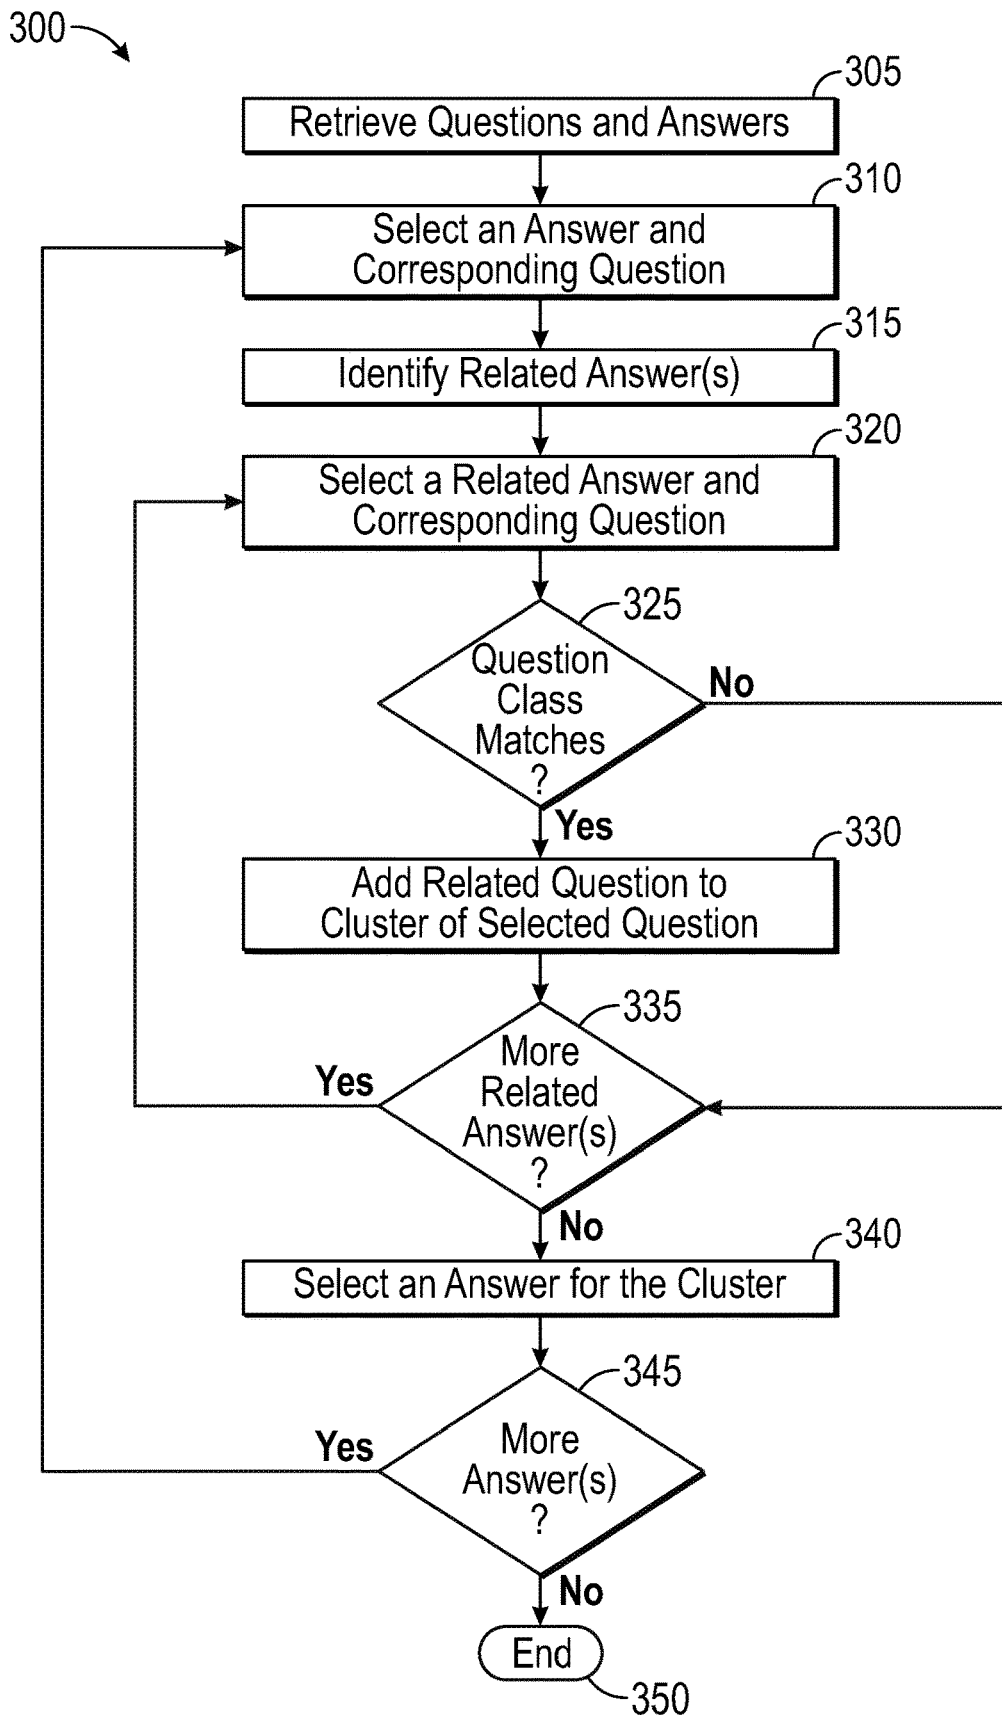 300
305
Retrieve Questions and Answers
310
Select an Answer and
Corresponding Question
315
Identify Related Answer(s)
320
Select a Related Answer and
Corresponding Question
325
Question
Class
Matches
?
No
Yes
330
Add Related Question to
Cluster of Selected Question
335
More
Related
Answer(s)
?
Yes
No
340
Select an Answer for the Cluster
345
More
Answer(s)
?
Yes
No
End
350